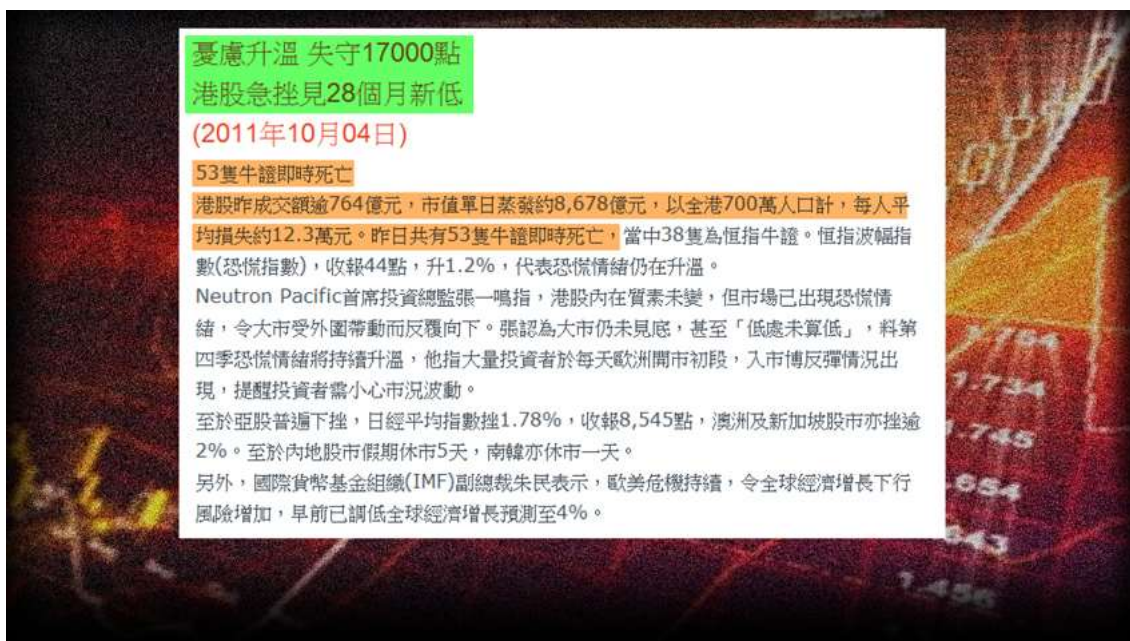 憂慮升溫 失守17000點
港股急挫見28個月新低
(2011年10月04日)
53隻牛證即時死亡
港股昨成交額逾764億元，市值單日蒸發約8,678億元，以全港700萬人口計，每人平
均損失約12.3萬元。昨日共有53隻牛證即時死亡，當中38隻為恒指牛證。恒指波幅指
數(恐慌指數)，收報44點，升1.2%，代表恐慌情緒仍在升溫。
Neutron Pacific首席投資總監張一鳴指，港股內在質素未變，但市場已出現恐慌情
緒，令大市受外圍帶動而反覆向下。張認為大市仍未見底，甚至「低處未算低」，料第
四季恐慌情緒將持續升溫，他指大量投資者於每天歐洲開市初段，入市博反彈情況出
現，提醒投資者需小心市況波動。
至於亞股普遍下挫，日經平均指數挫1.78%，收報8,545點，澳洲及新加坡股市亦挫逾
2%。至於內地股市假期休市5天，南韓亦休市一天。
另外，國際貨幣基金組織(IMF)副總裁朱民表示，歐美危機持續，令全球經濟增長下行
風險增加，早前已調低全球經濟增長預測至4%。
1.734
1.745
1.456